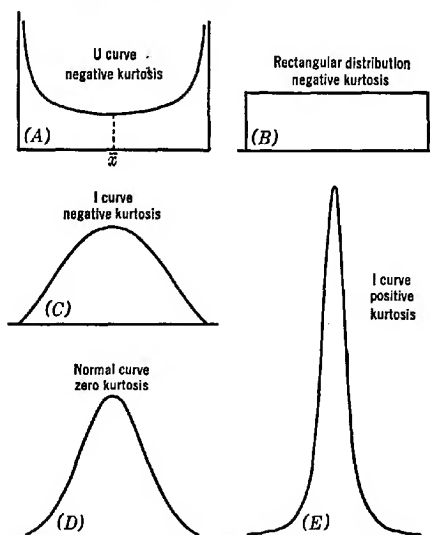 U curve
negative kurtosis
(A)
x̄
Rectangular distribution
negative kurtosis
(B)
I curve
negative kurtosis
(C)
I curve
positive
kurtosis
Normal curve
zero kurtosis
(D)
(E)